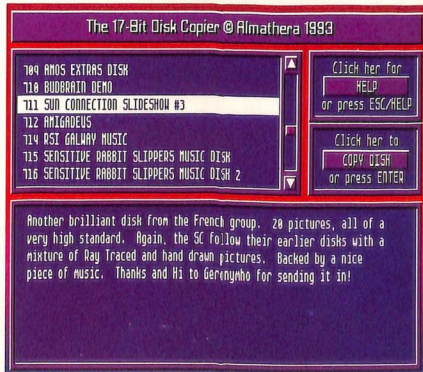 The 17-Bit Disk Copier © Almathera 1993
709 AMOS EXTRAS DISK
710 BUDBRAIN DEMO
711 SUN CONNECTION SLIDESHOW #3
712 AMIGADEUS
714 RSI GALWAY MUSIC
715 SENSITIVE RABBIT SLIPPERS MUSIC DISK
716 SENSITIVE RABBIT SLIPPERS MUSIC DISK 2
Click her for
HELP
or press ESC/HELP
Click her to
COPY DISK
or press ENTER
Another brilliant disk from the French group. 20 pictures, all of a
very high standard. Again, the SC follow their earlier disks with a
mixture of Ray Traced and hand drawn pictures. Backed by a nice
piece of music. Thanks and Hi to Geronymho for sending it in!